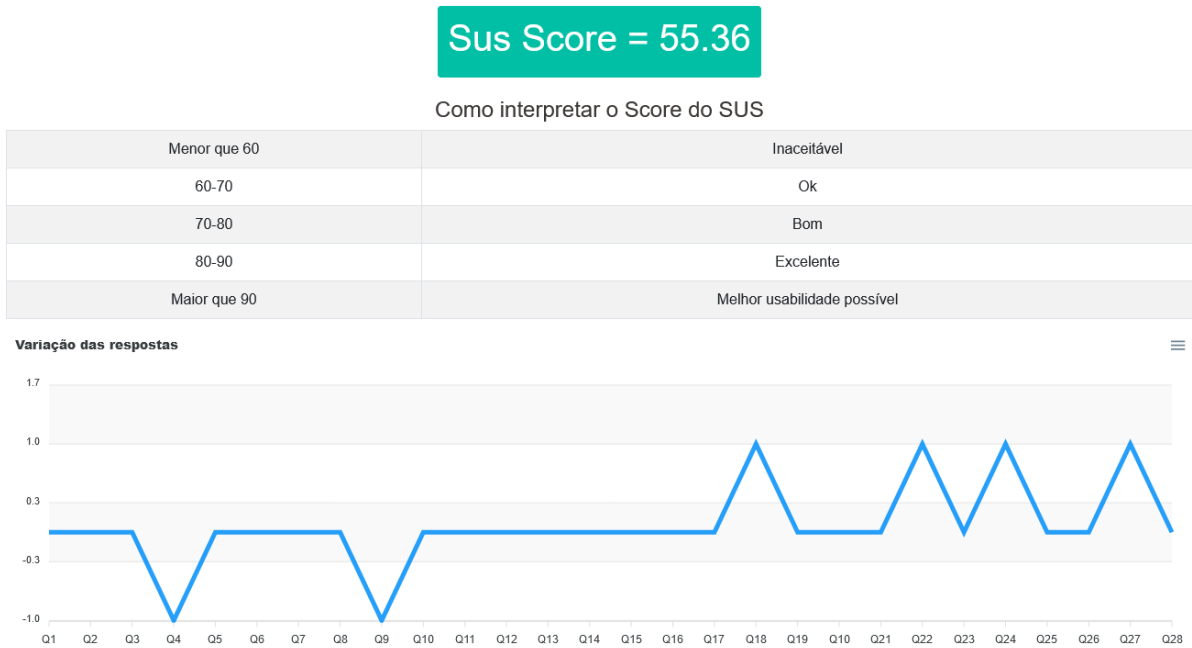 Sus Score = 55.36
Como interpretar o Score do SUS
Menor que 60 Inaceitável
60-70 Ok
70-80 Bom
80-90 Excelente
Maior que 90 Melhor usabilidade possível
Variação das respostas
1.7
1.0
0.3
-0.3
-1.0
Q1 Q2 Q3 Q4 Q5 Q6 Q7 Q8 Q9 Q10 Q11 Q12 Q13 Q14 Q15 Q16 Q17 Q18 Q19 Q10 Q21 Q22 Q23 Q24 Q25 Q26 Q27 Q28